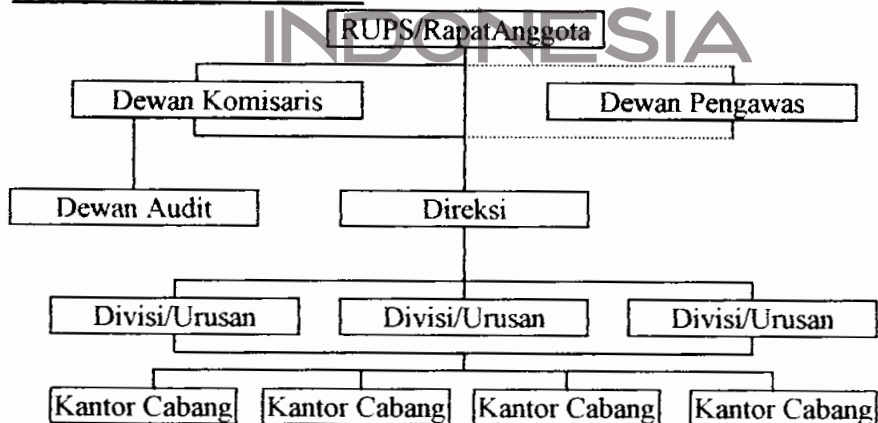 INDONESIA
RUPS/RapatAnggota
Dewan Komisaris
Dewan Pengawas
Dewan Audit
Direksi
Divisi/Urusan
Divisi/Urusan
Divisi/Urusan
Kantor Cabang
Kantor Cabang
Kantor Cabang
Kantor Cabang